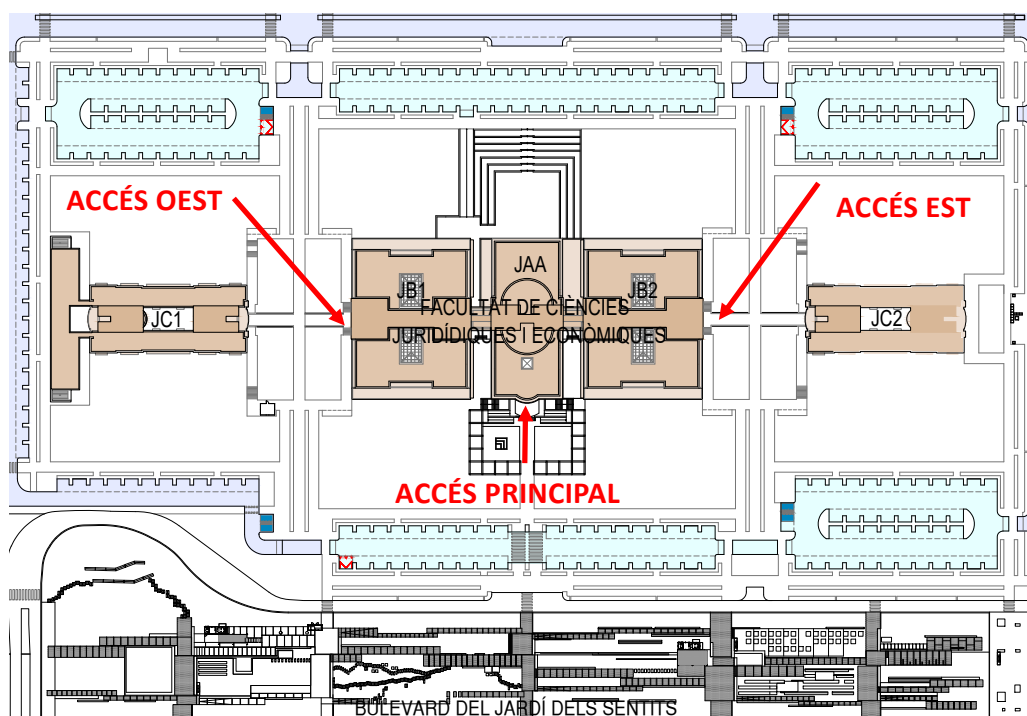 ACCÉS OEST
ACCÉS EST
JAA
JB1
JB2
FACULTAT DE CIÈNCIES
JURIDÍDIQUES I ECONÒMIQUES
JC1
JC2
ACCÉS PRINCIPAL
BULEVARD DEL JARDÍ DELS SENTITS